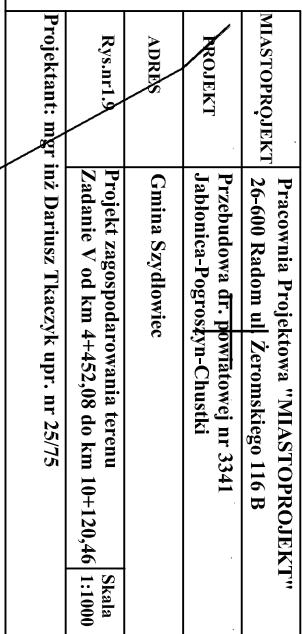 MIASTOPROJEKT
Pracownia Projektowa "MIASTOPROJEKT"
26-600 Radom ul. Żeromskiego 116 B
PROJEKT
Przebudowa dr. powiatowej nr 3341
Jabłonica-Pogroszyn-Chustki
ADRES
Gmina Szydłowiec
Rys.nr1.9
Projekt zagospodarowania terenu
Zadanie V od km 4+452,08 do km 10+120,46
Skala
1:1000
Projektant: mgr inż Dariusz Tkaczyk upr. nr 25/75